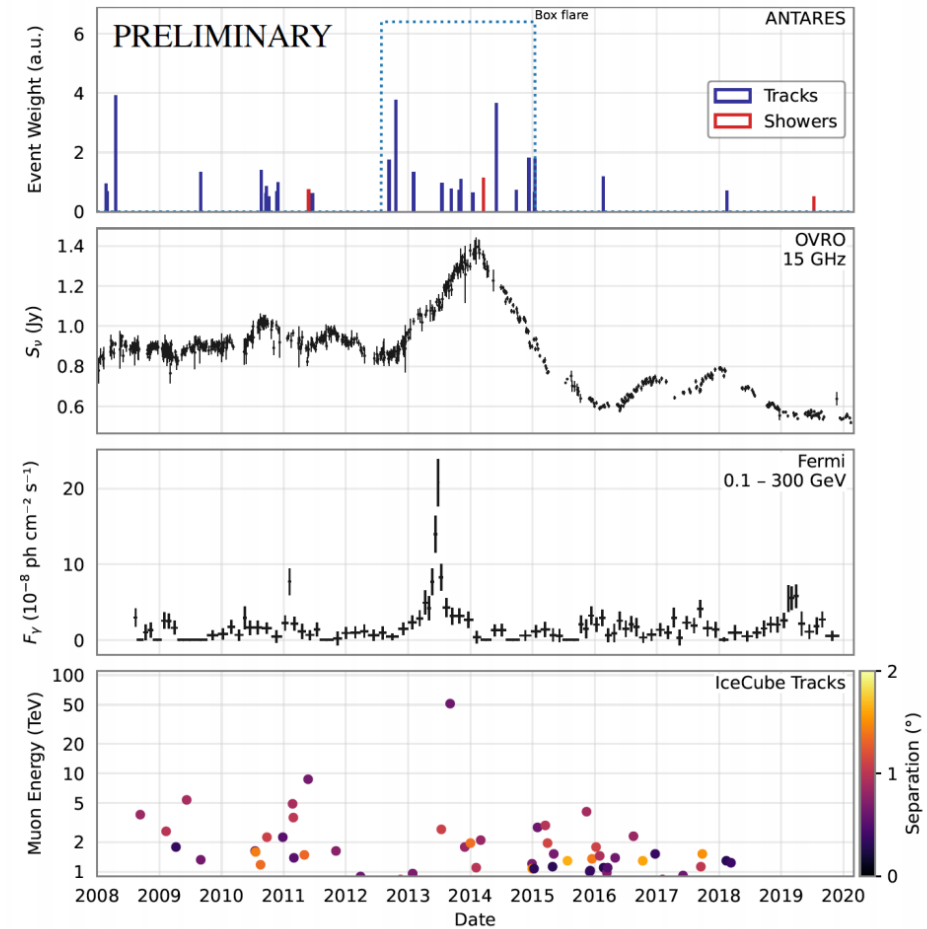 Box flare
ANTARES
PRELIMINARY
Event Weight (a.u.)
6
4
2
0
Tracks
Showers
OVRO
15 GHz
Sν (Jy)
1.4
1.2
1.0
0.8
0.6
Fermi
0.1 – 300 GeV
Fγ (10⁻⁸ ph cm⁻² s⁻¹)
20
10
0
IceCube Tracks
Muon Energy (TeV)
100
50
20
10
5
2
1
2
1
0
Separation (°)
2008 2009 2010 2011 2012 2013 2014 2015 2016 2017 2018 2019 2020
Date